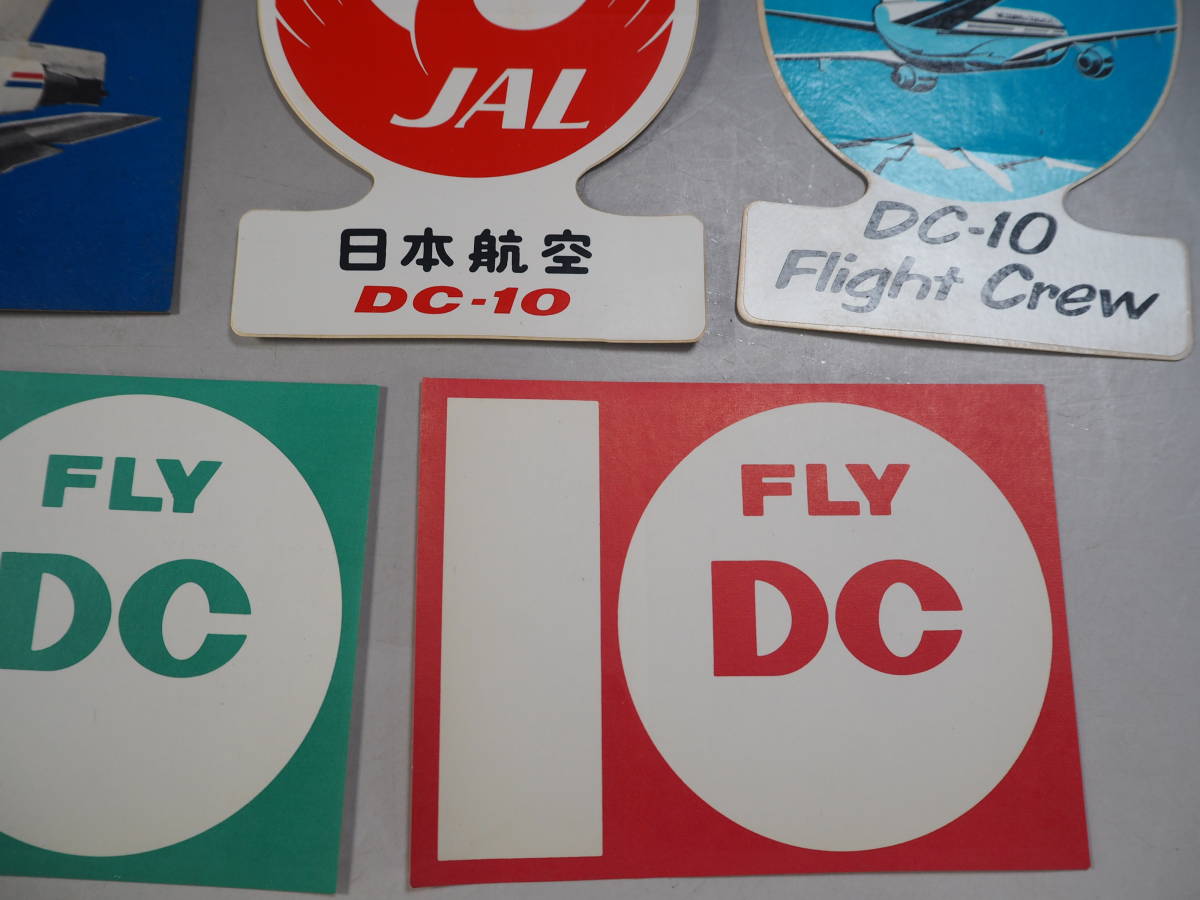 JAL
日本航空
DC-10
DC-10
Flight Crew
FLY
DC
FLY
DC